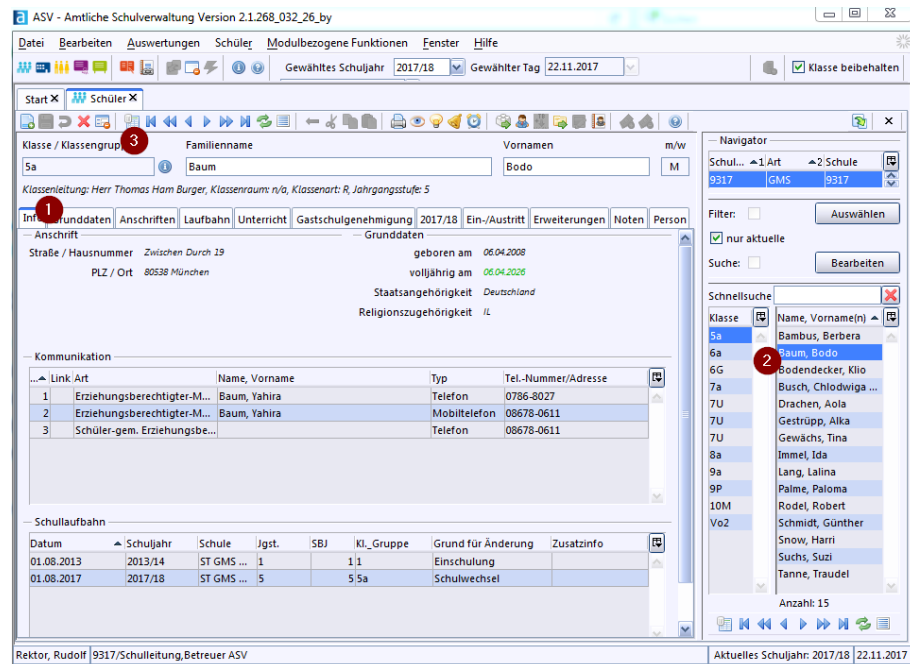 ASV - Amtliche Schulverwaltung Version 2.1.268_032_26_by
Datei Bearbeiten Auswertungen Schüler Modulbezogene Funktionen Fenster Hilfe
Gewähltes Schuljahr 2017/18 Gewählter Tag 22.11.2017 Klasse beibehalten
Start Schüler
3
Klasse / Klassengrupp Familienname Vornamen m/w
5a Baum Bodo M
Klassenleitung: Herr Thomas Ham Burger, Klassenraum: n/a, Klassenart: R, Jahrgangsstufe: 5
1
Inf Grunddaten Anschriften Laufbahn Unterricht Gastschulgenehmigung 2017/18 Ein-/Austritt Erweiterungen Noten Person
Anschrift
Straße / Hausnummer Zwischen Durch 19
PLZ / Ort 80538 München
Grunddaten
geboren am 06.04.2008
volljährig am 06.04.2026
Staatsangehörigkeit Deutschland
Religionszugehörigkeit IL
Kommunikation
... Link Art Name, Vorname Typ Tel.-Nummer/Adresse
1 Erziehungsberechtigter-M... Baum, Yahira Telefon 0786-8027
2 Erziehungsberechtigter-M... Baum, Yahira Mobiltelefon 08678-0611
3 Schüler-gem. Erziehungsbe... Telefon 08678-0611
Schullaufbahn
Datum Schuljahr Schule Jgst. SBJ Kl._Gruppe Grund für Änderung Zusatzinfo
01.08.2013 2013/14 ST GMS ... 1 1 1 Einschulung
01.08.2017 2017/18 ST GMS ... 5 5 5a Schulwechsel
Navigator
Schul... 1 Art 2 Schule
9317 GMS 9317
Filter: Auswählen
nur aktuelle
Suche: Bearbeiten
Schnellsuche
Klasse Name, Vorname(n)
5a Bambus, Berbera
6a Baum, Bodo
2
6G Bodendecker, Klio
7a Busch, Chlodwiga ...
7U Drachen, Aola
7U Gestrüpp, Alka
7U Gewächs, Tina
8a Immel, Ida
9a Lang, Lalina
9P Palme, Paloma
10M Rodel, Robert
Vo2 Schmidt, Günther
Snow, Harri
Suchs, Suzi
Tanne, Traudel
Anzahl: 15
Rektor, Rudolf 9317/Schulleitung,Betreuer ASV Aktuelles Schuljahr: 2017/18 22.11.2017